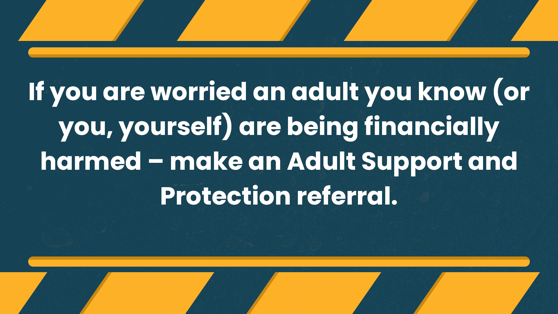 If you are worried an adult you know (or
you, yourself) are being financially
harmed – make an Adult Support and
Protection referral.